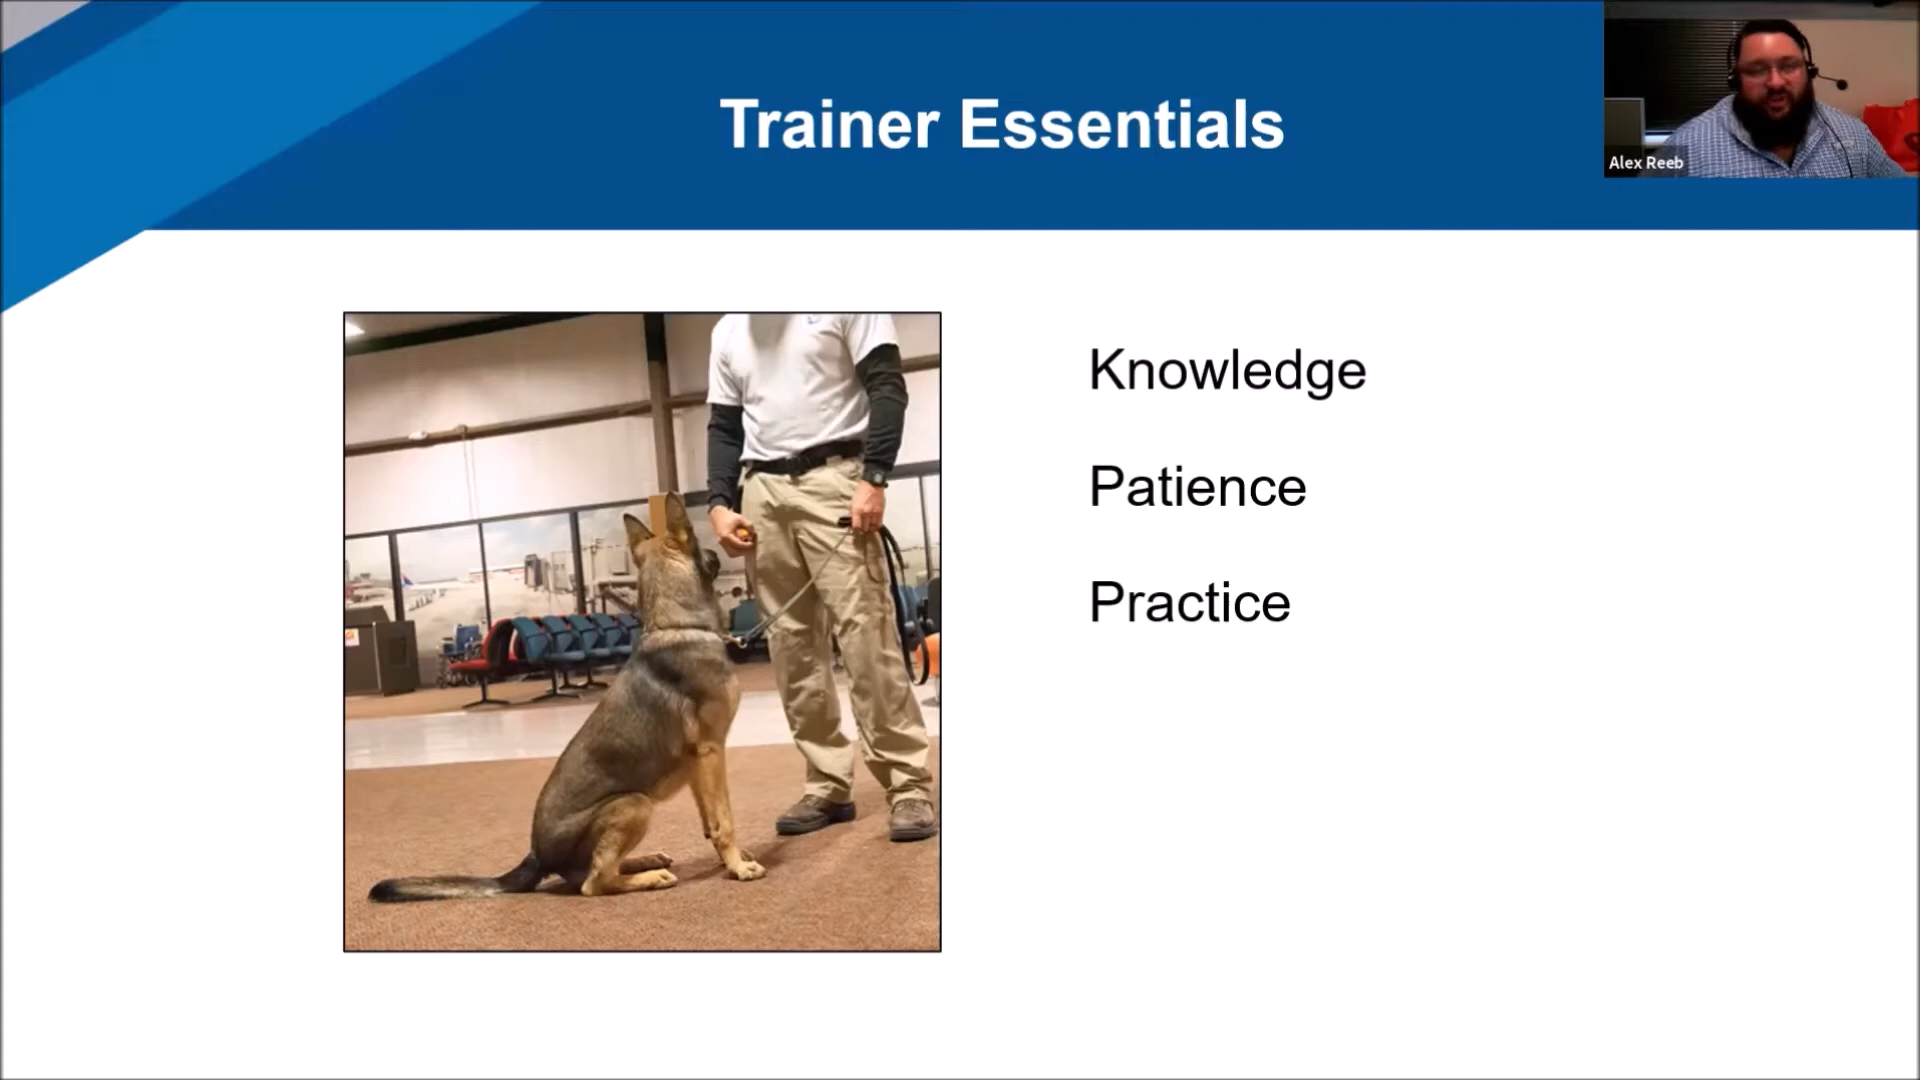 Trainer Essentials
Alex Reeb
Knowledge
Patience
Practice